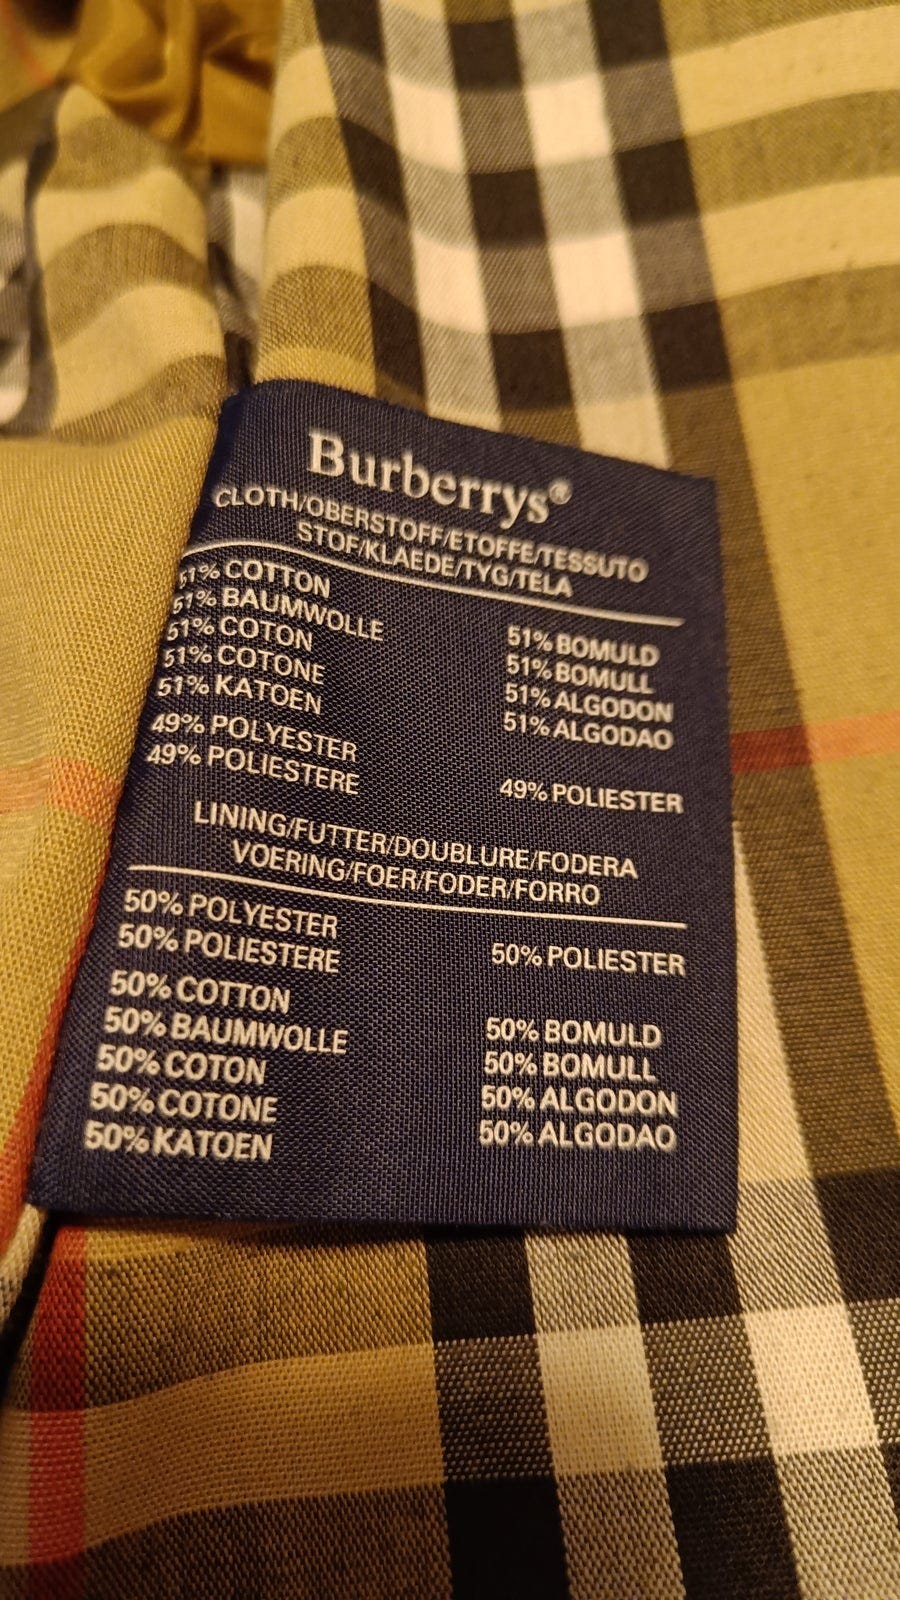 Burberrys®
CLOTH/OBERSTOFF/ETOFFE/TESSUTO
STOF/KLAEDE/TYG/TELA
51% COTTON
51% BAUMWOLLE
51% COTON
51% COTONE
51% KATOEN
51% BOMULD
51% BOMULL
51% ALGODON
51% ALGODAO
49% POLYESTER
49% POLIESTERE
49% POLIESTER
LINING/FUTTER/DOUBLURE/FODERA
VOERING/FOER/FODER/FORRO
50% POLYESTER
50% POLIESTERE
50% POLIESTER
50% COTTON
50% BAUMWOLLE
50% COTON
50% COTONE
50% KATOEN
50% BOMULD
50% BOMULL
50% ALGODON
50% ALGODAO